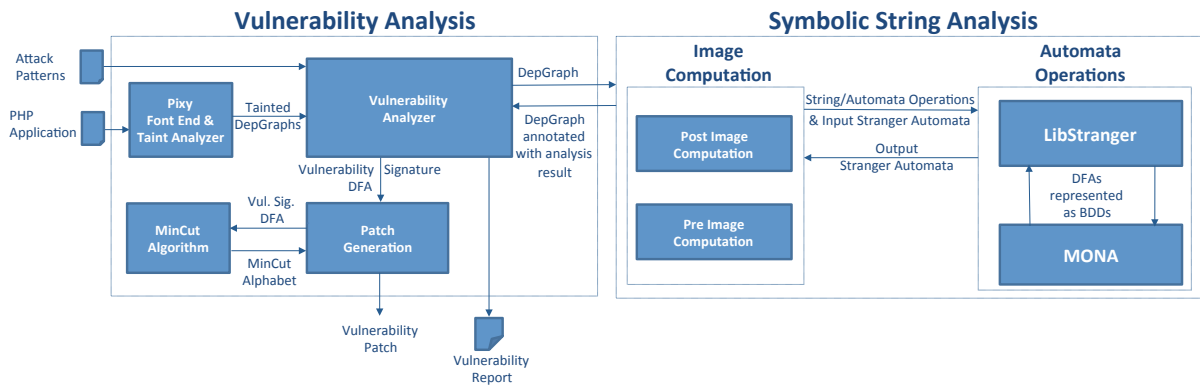 Vulnerability Analysis
Symbolic String Analysis
Attack
Patterns
PHP
Application
Pixy
Font End &
Taint Analyzer
Tainted
DepGraphs
Vulnerability
Analyzer
DepGraph
DepGraph
annotated
with analysis
result
Vulnerability Signature
DFA
MinCut
Algorithm
Vul. Sig.
DFA
MinCut
Alphabet
Patch
Generation
Vulnerability
Patch
Vulnerability
Report
Image
Computation
Post Image
Computation
Pre Image
Computation
String/Automata Operations
& Input Stranger Automata
Output
Stranger Automata
Automata
Operations
LibStranger
DFAs
represented
as BDDs
MONA